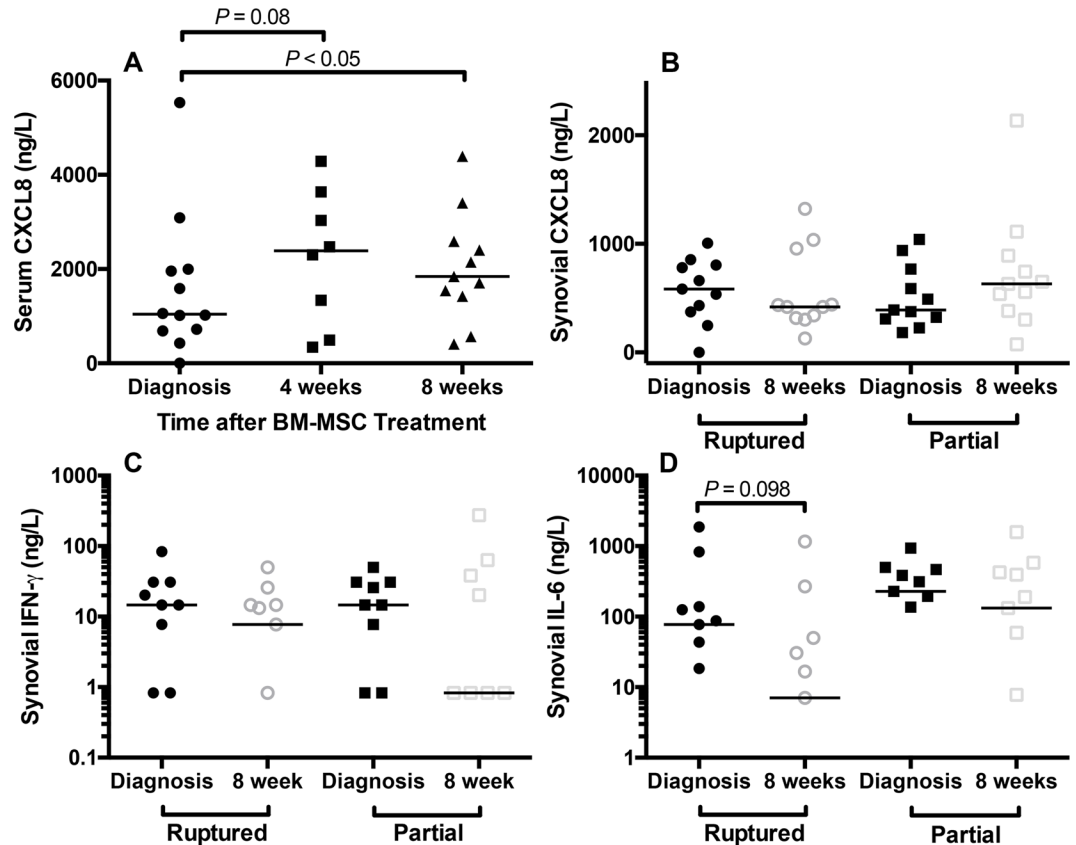 A
P = 0.08
P < 0.05
Serum CXCL8 (ng/L)
6000
4000
2000
0
Diagnosis 4 weeks 8 weeks
Time after BM-MSC Treatment
B
Synovial CXCL8 (ng/L)
2000
1000
0
Diagnosis 8 weeks Diagnosis 8 weeks
Ruptured Partial
C
Synovial IFN-γ (ng/L)
1000
100
10
1
0.1
Diagnosis 8 week Diagnosis 8 week
Ruptured Partial
D
P = 0.098
Synovial IL-6 (ng/L)
10000
1000
100
10
1
Diagnosis 8 weeks Diagnosis 8 weeks
Ruptured Partial